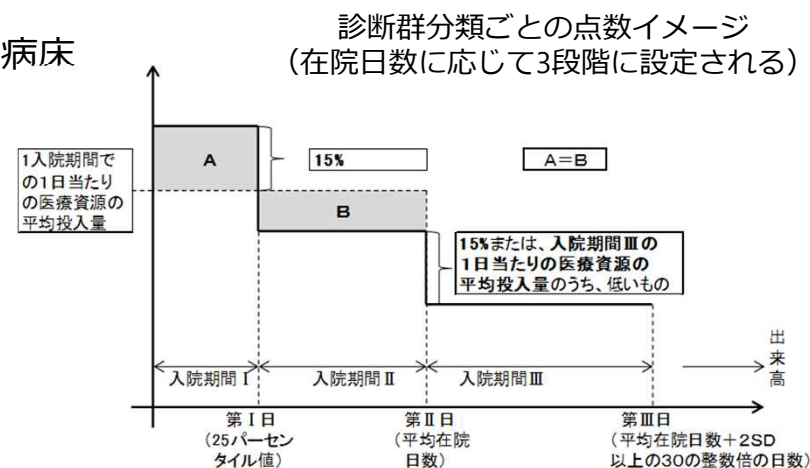 病床
診断群分類ごとの点数イメージ
(在院日数に応じて3段階に設定される)
1入院期間で
の1日当たり
の医療資源の
平均投入量
A
15%
A=B
B
15%または、入院期間Ⅲの
1日当たりの医療資源の
平均投入量のうち、低いもの
入院期間Ⅰ
入院期間Ⅱ
入院期間Ⅲ
出来高
第Ⅰ日
(25パーセン
タイル値)
第Ⅱ日
(平均在院
日数)
第Ⅲ日
(平均在院日数+2SD
以上の30の整数倍の日数)